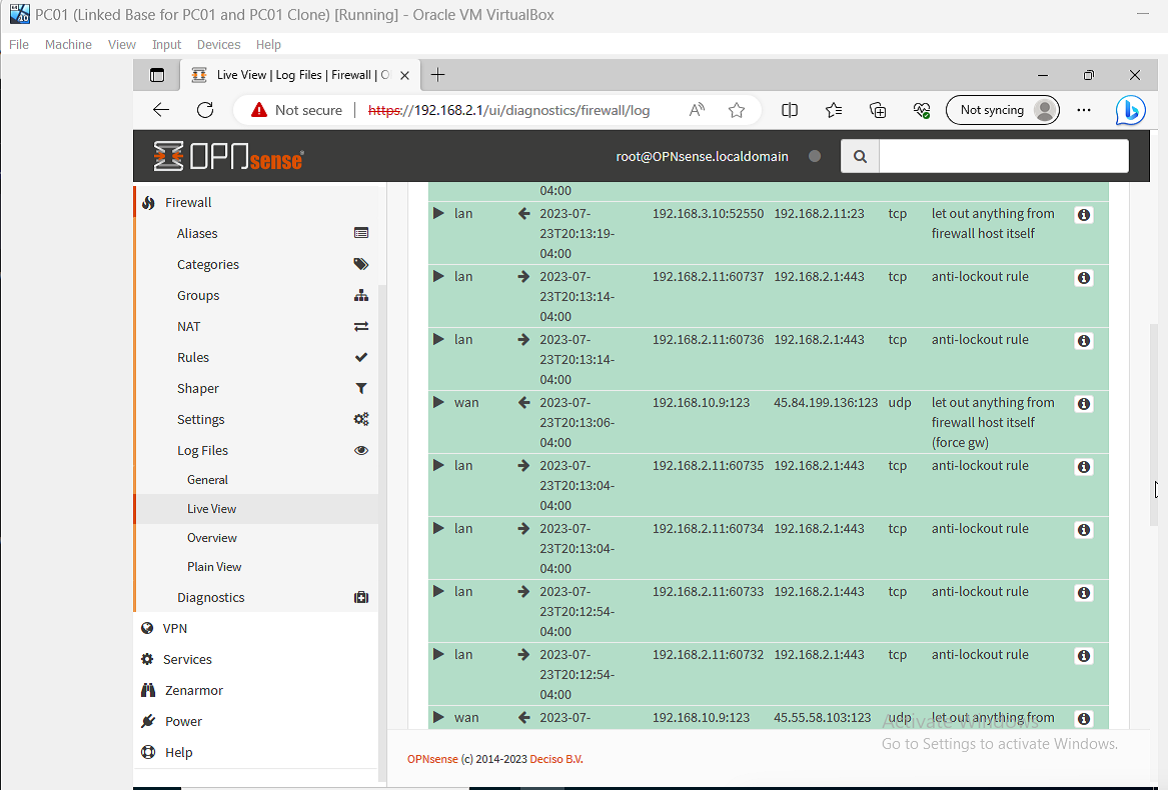 PC01 (Linked Base for PC01 and PC01 Clone) [Running] - Oracle VM VirtualBox
File Machine View Input Devices Help
Live View | Log Files | Firewall | O
Not secure | https://192.168.2.1/ui/diagnostics/firewall/log
Not syncing
OPNsense
root@OPNsense.localdomain
Firewall
Aliases
Categories
Groups
NAT
Rules
Shaper
Settings
Log Files
General
Live View
Overview
Plain View
Diagnostics
VPN
Services
Zenarmor
Power
Help
04:00
lan 2023-07- 192.168.3.10:52550 192.168.2.11:23 tcp let out anything from
23T20:13:19- firewall host itself
04:00
lan 2023-07- 192.168.2.11:60737 192.168.2.1:443 tcp anti-lockout rule
23T20:13:14-
04:00
lan 2023-07- 192.168.2.11:60736 192.168.2.1:443 tcp anti-lockout rule
23T20:13:14-
04:00
wan 2023-07- 192.168.10.9:123 45.84.199.136:123 udp let out anything from
23T20:13:06- firewall host itself
04:00 (force gw)
lan 2023-07- 192.168.2.11:60735 192.168.2.1:443 tcp anti-lockout rule
23T20:13:04-
04:00
lan 2023-07- 192.168.2.11:60734 192.168.2.1:443 tcp anti-lockout rule
23T20:13:04-
04:00
lan 2023-07- 192.168.2.11:60733 192.168.2.1:443 tcp anti-lockout rule
23T20:12:54-
04:00
lan 2023-07- 192.168.2.11:60732 192.168.2.1:443 tcp anti-lockout rule
23T20:12:54-
04:00
wan 2023-07- 192.168.10.9:123 45.55.58.103:123 udp let out anything from
Activate Windows
Go to Settings to activate Windows.
OPNsense (c) 2014-2023 Deciso B.V.